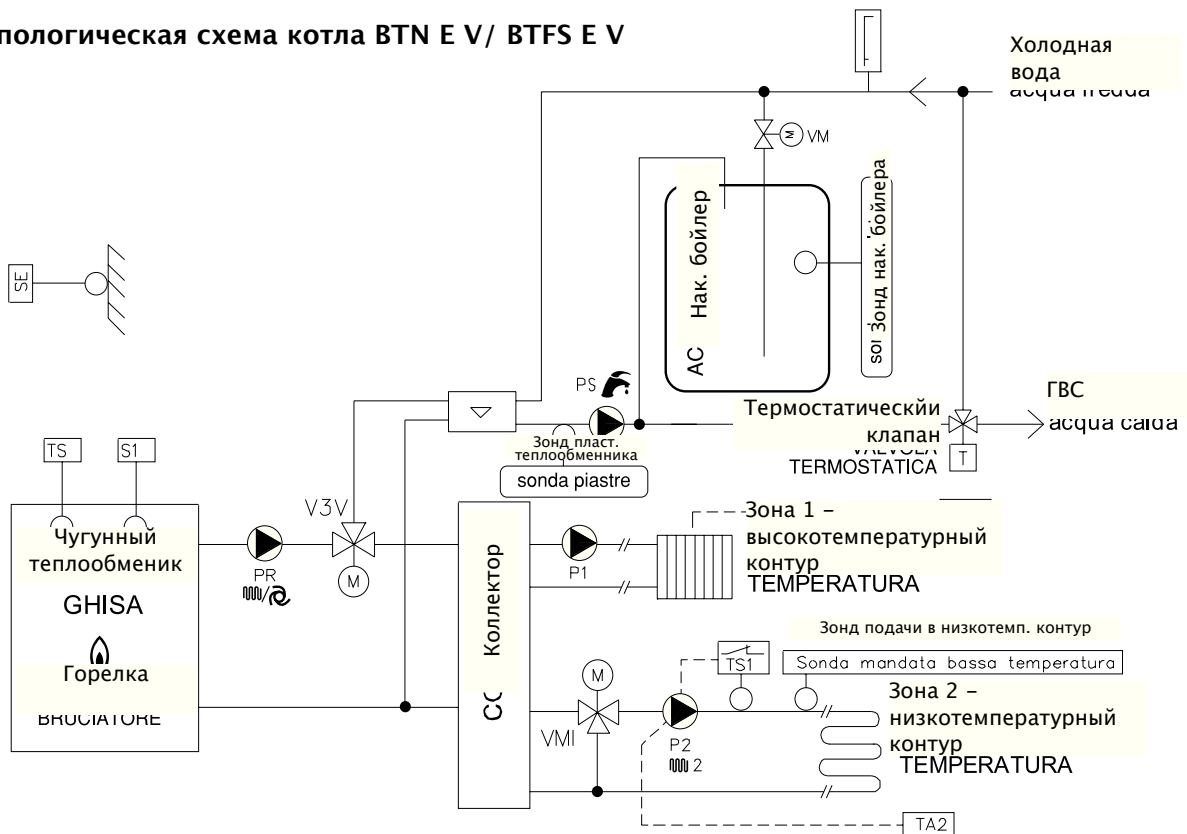 пологическая схема котла BTN E V/ BTFS E V
Холодная
вода
acqua fredda
M
VM
SE
АС
Нак. бойлер
Зонд нак. бойлера
PS
Термостатическйи
клапан
VALVOLA
TERMOSTATICA
T
ГВС
acqua calda
Зонд пласт.
теплообменника
sonda piastre
TS
S1
V3V
Чугунный
теплообменик
GHISA
Горелка
BRUCIATORE
PR
M
Коллектор
P1
Зона 1 –
высокотемпературный
контур
TEMPERATURA
Зонд подачи в низкотемп. контур
TS1
Sonda mandata bassa temperatura
M
VMI
P2
2
Зона 2 –
низкотемпературный
контур
TEMPERATURA
TA2